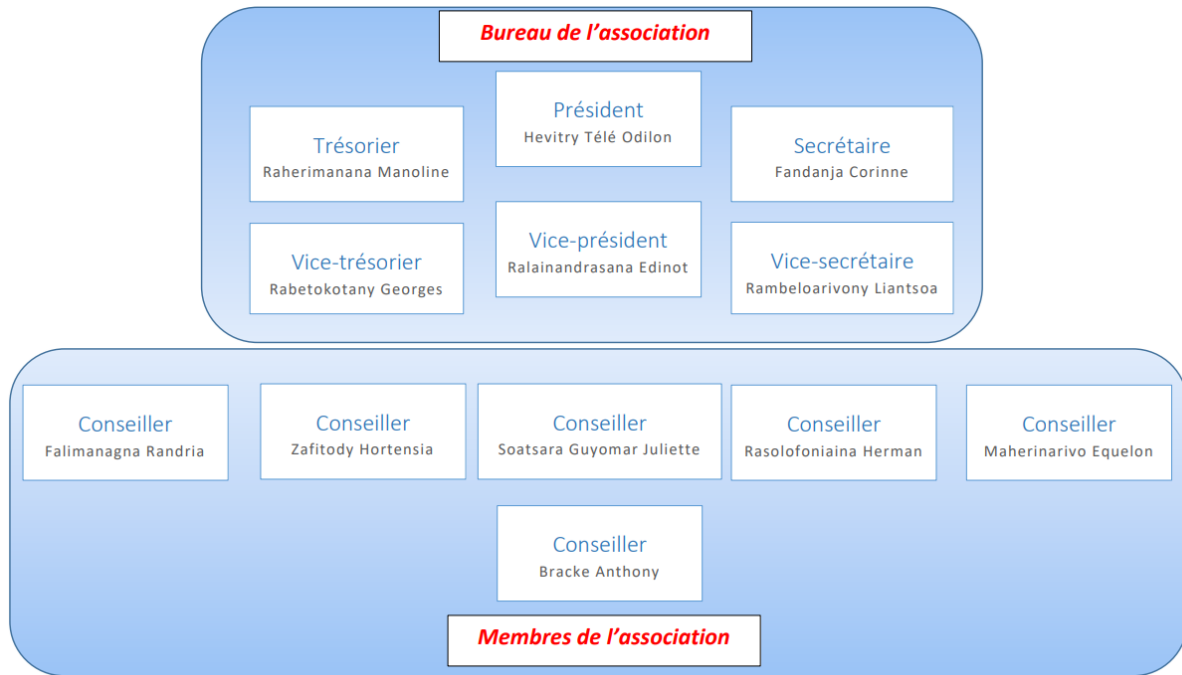 Bureau de l’association
Président
Hevitry Télé Odilon
Trésorier
Raherimanana Manoline
Secrétaire
Fandanja Corinne
Vice-président
Ralainandrasana Edinot
Vice-trésorier
Rabetokotany Georges
Vice-secrétaire
Rambeloarivony Liantsoa
Conseiller
Falimanagna Randria
Conseiller
Zafitody Hortensia
Conseiller
Soatsara Guyomar Juliette
Conseiller
Rasolofoniaina Herman
Conseiller
Maherinarivo Equelon
Conseiller
Bracke Anthony
Membres de l’association